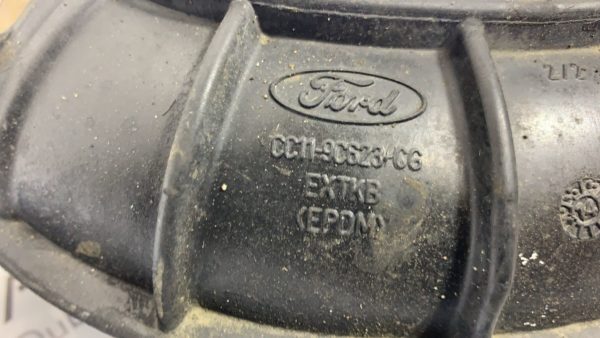 Ford
CC11-9C623-CG
EXTKB
<EPDM>